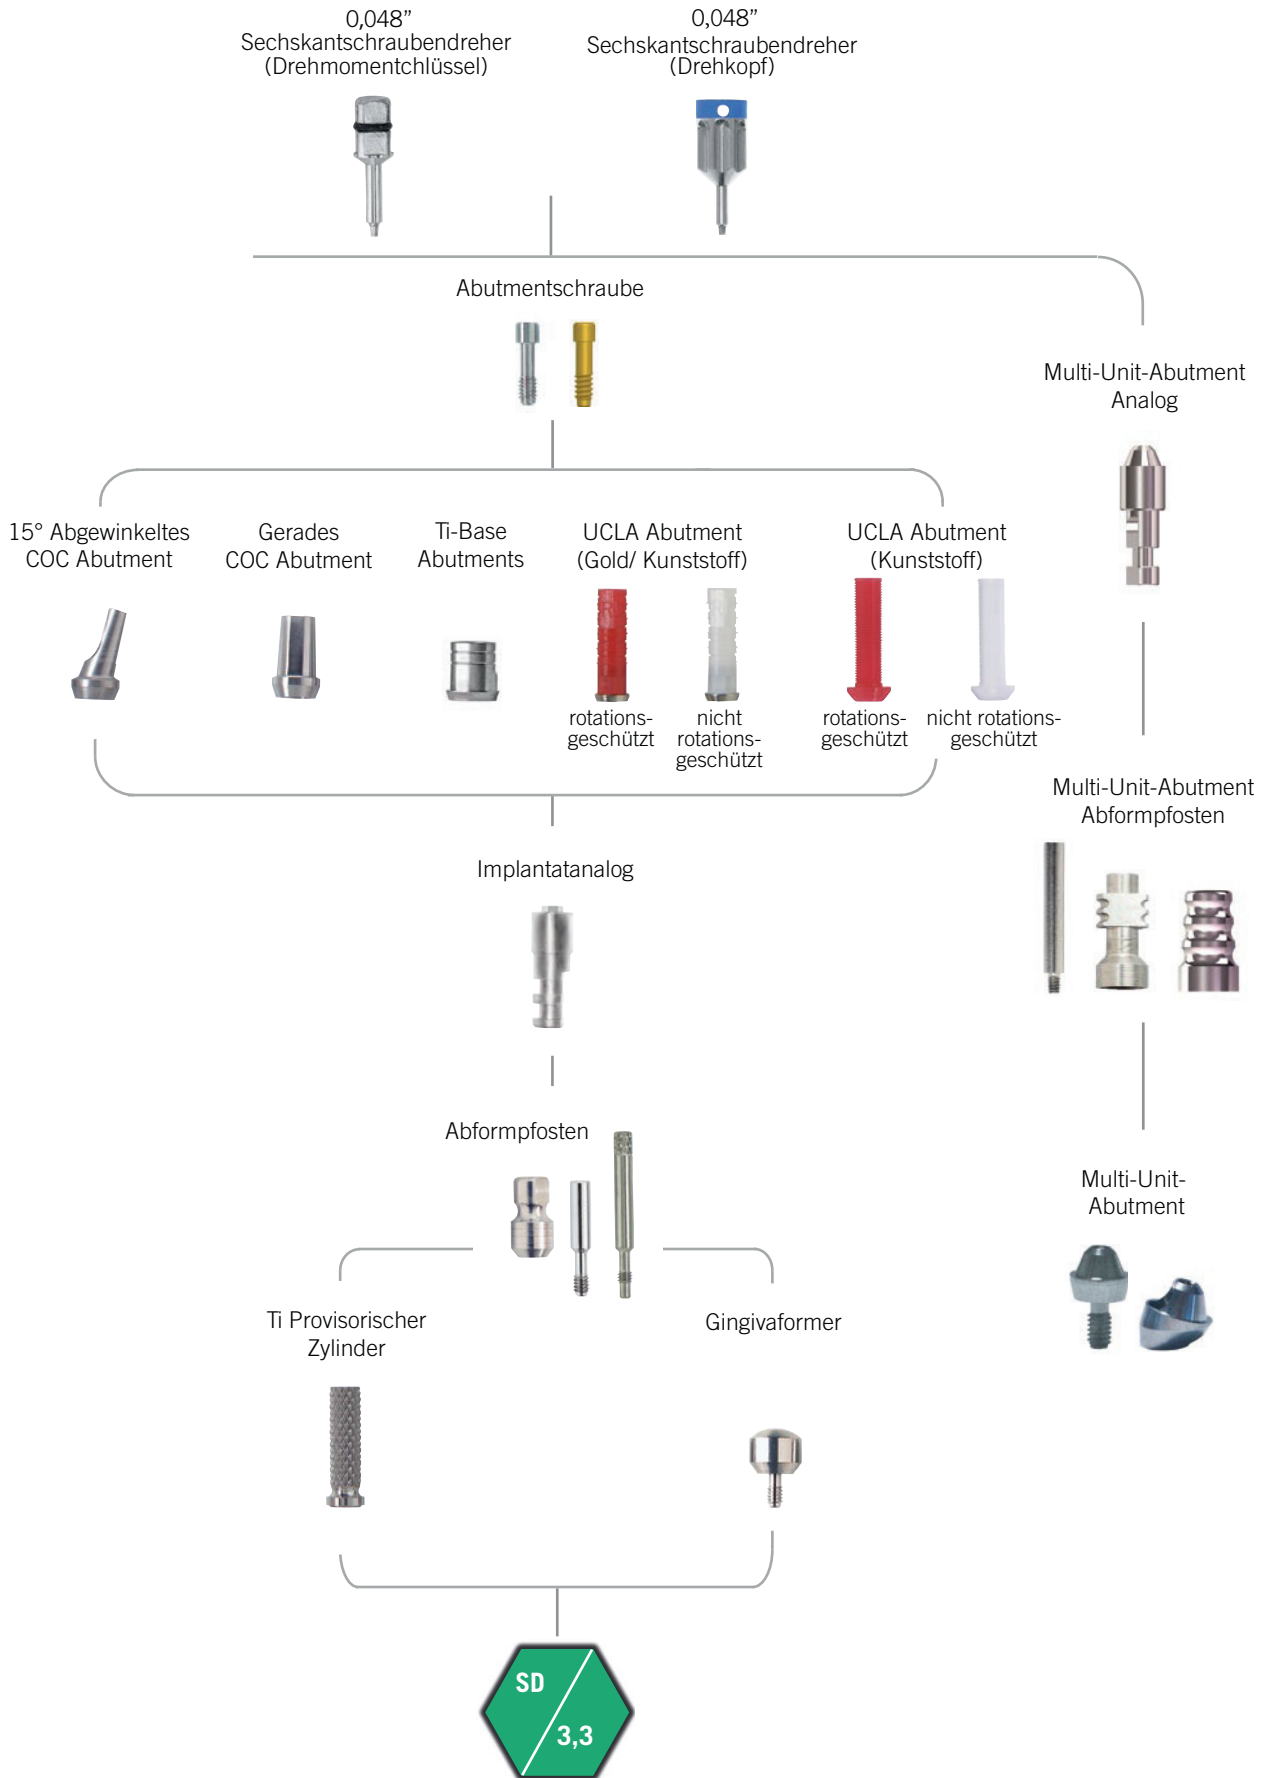 0,048”
Sechskantschraubendreher
(Drehmomentchlüssel)
0,048”
Sechskantschraubendreher
(Drehkopf)
Abutmentschraube
Multi-Unit-Abutment
Analog
15° Abgewinkeltes
COC Abutment
Gerades
COC Abutment
Ti-Base
Abutments
UCLA Abutment
(Gold/ Kunststoff)
UCLA Abutment
(Kunststoff)
rotations-
geschützt
nicht
rotations-
geschützt
rotations-
geschützt
nicht rotations-
geschützt
Multi-Unit-Abutment
Abformpfosten
Implantatanalog
Abformpfosten
Multi-Unit-
Abutment
Ti Provisorischer
Zylinder
Gingivaformer
SD
3,3